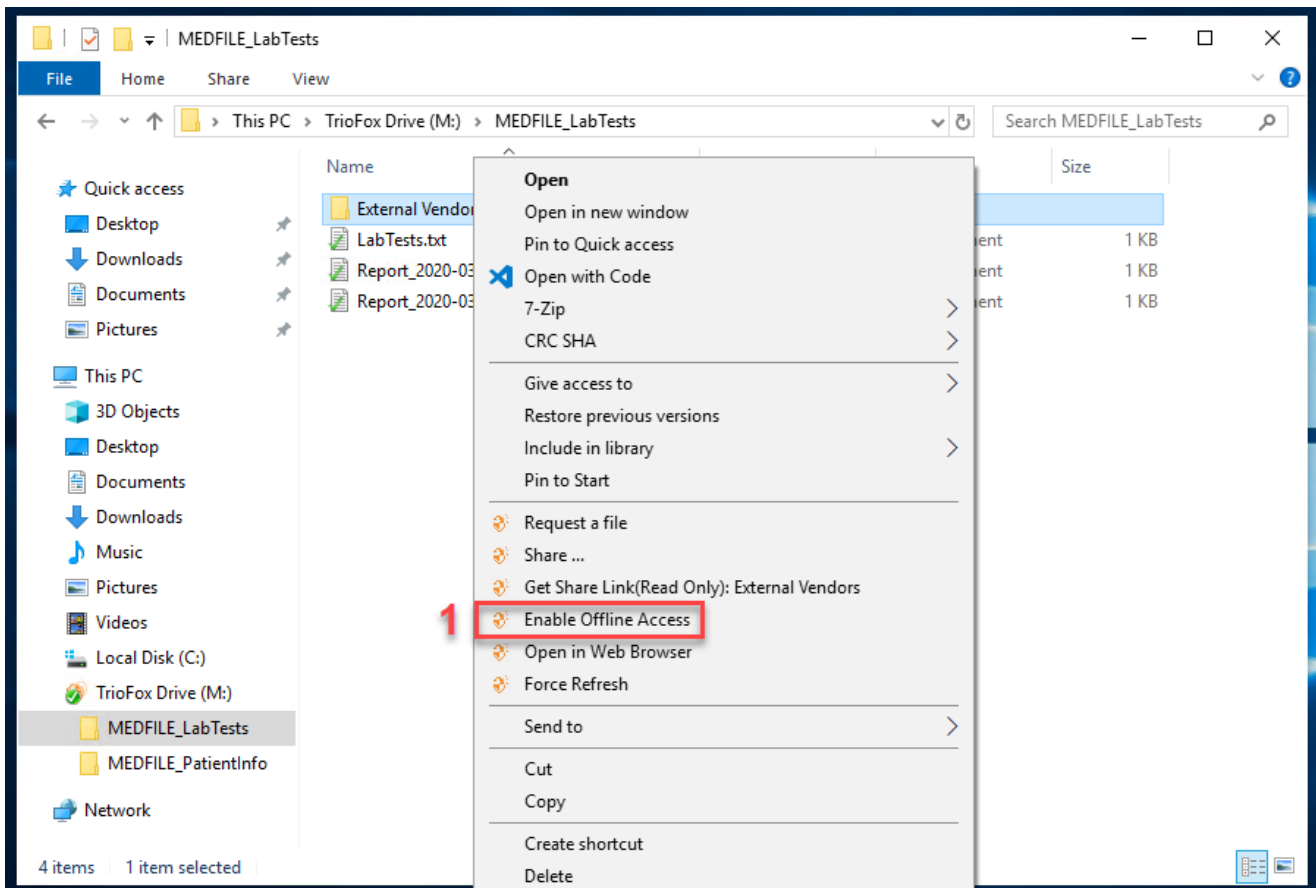 MEDFILE_LabTests
File Home Share View
This PC > TrioFox Drive (M:) > MEDFILE_LabTests
Search MEDFILE_LabTests
Name Size
Quick access
Desktop
Downloads
Documents
Pictures
This PC
3D Objects
Desktop
Documents
Downloads
Music
Pictures
Videos
Local Disk (C:)
TrioFox Drive (M:)
MEDFILE_LabTests
MEDFILE_PatientInfo
Network
External Vendor
LabTests.txt ent 1 KB
Report_2020-03 ent 1 KB
Report_2020-03 ent 1 KB
Open
Open in new window
Pin to Quick access
Open with Code
7-Zip
CRC SHA
Give access to
Restore previous versions
Include in library
Pin to Start
Request a file
Share ...
Get Share Link(Read Only): External Vendors
1 Enable Offline Access
Open in Web Browser
Force Refresh
Send to
Cut
Copy
Create shortcut
Delete
4 items 1 item selected